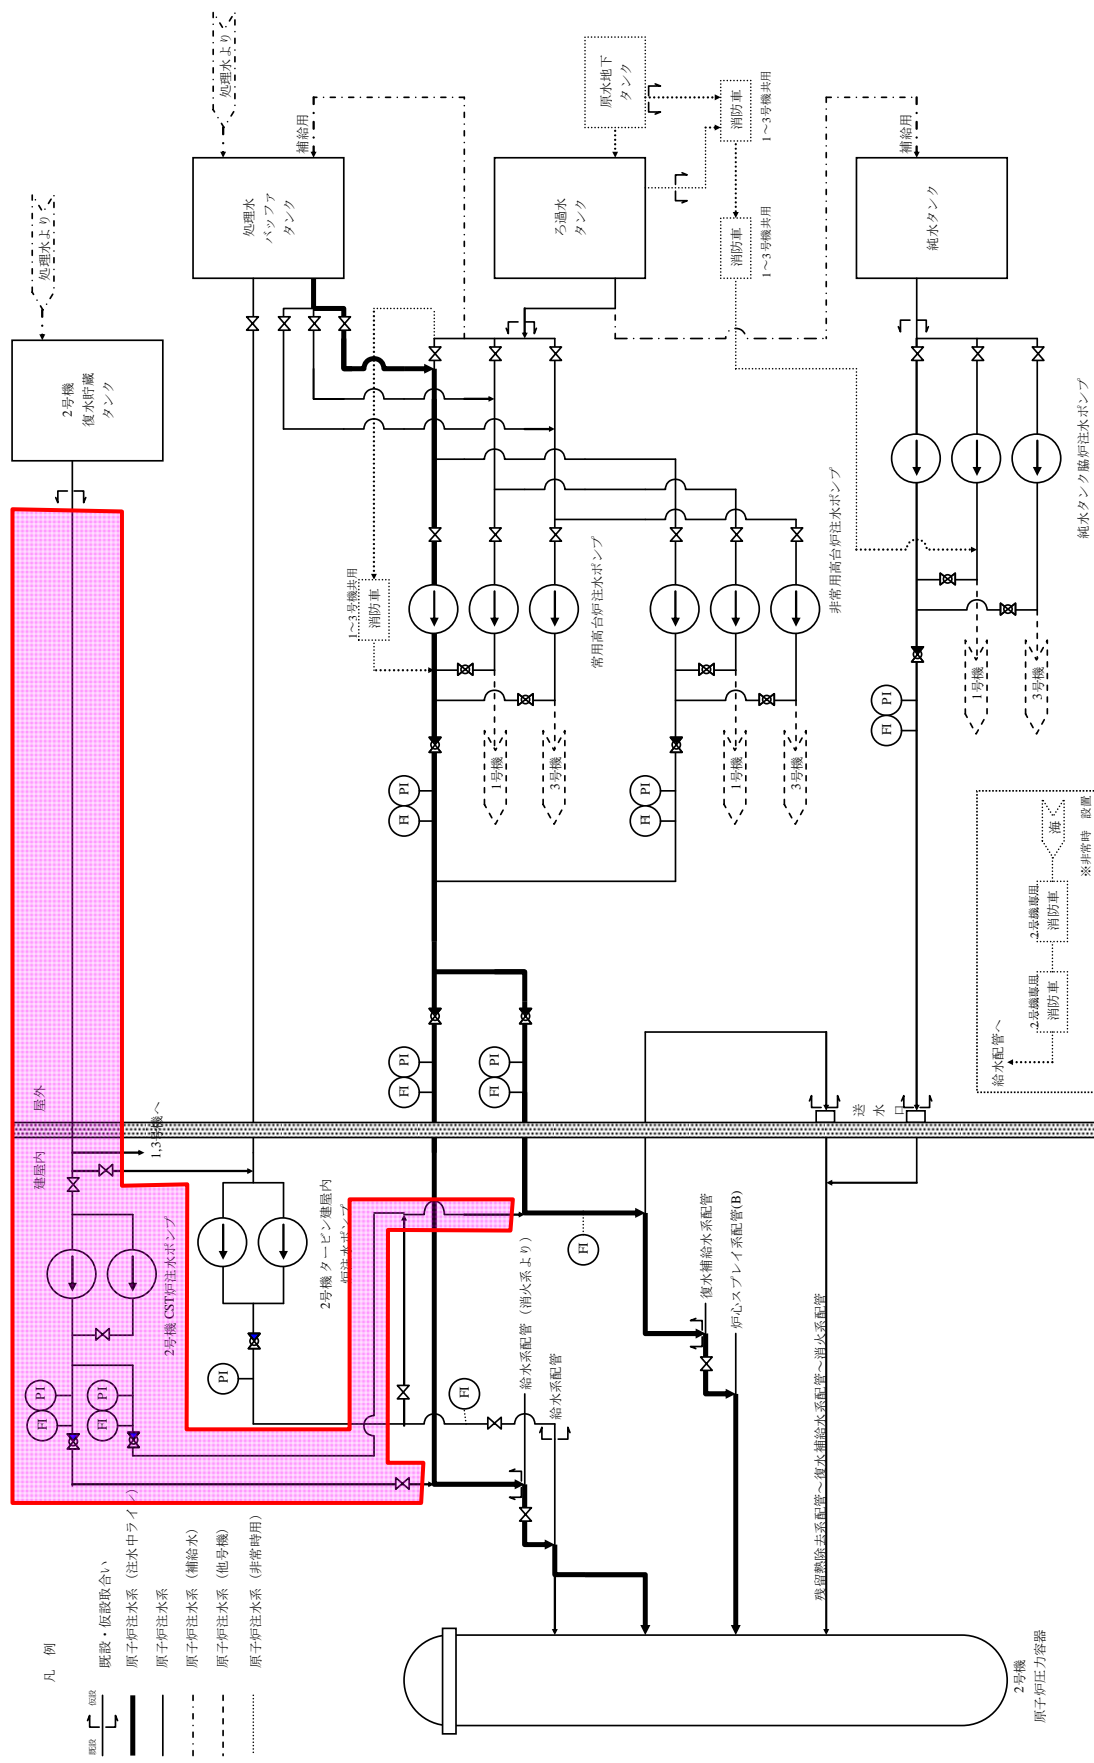 処理水より
処理水より
2号機
復水貯蔵
タンク
処理水
バッファ
タンク
補給用
ろ過水
タンク
原水地下
タンク
消防車
1～3号機共用
消防車
1～3号機共用
純水タンク
補給用
1～3号機共用
消防車
常用高台炉注水ポンプ
非常用高台炉注水ポンプ
純水タンク脇炉注水ポンプ
1号機
3号機
1号機
3号機
1号機
3号機
PI
H
PI
H
PI
FI
PI
FI
PI
FI
海
※非常時 設置
2号機専用
消防車
2号機専用
消防車
給水配管へ
屋外
建屋内
1,3号機へ
送水口
2号機 CST炉注水ポンプ
2号機 タービン建屋内
炉注水ポンプ
PI
FI
PI
FI
PI
FI
FI
給水系配管（消火系より）
給水系配管
復水補給水系配管
炉心スプレイ系配管(B)
残留熱除去系配管～復水補給水系配管～消火系配管
2号機
原子炉圧力容器
凡 例
既設
仮設
既設・仮設取合い
原子炉注水系（注水中ライン）
原子炉注水系
原子炉注水系（補給水）
原子炉注水系（他号機）
原子炉注水系（非常時用）